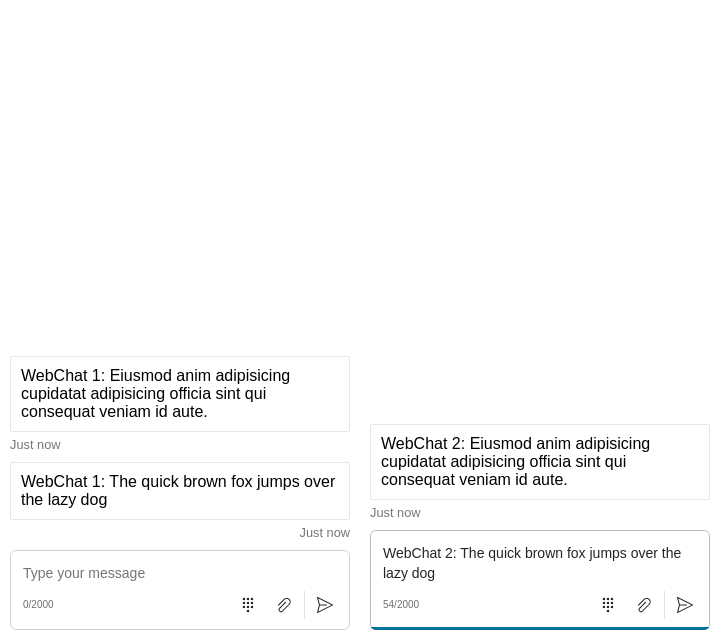 WebChat 1: Eiusmod anim adipisicing
cupidatat adipisicing officia sint qui
consequat veniam id aute.
Just now
WebChat 1: The quick brown fox jumps over
the lazy dog
Just now
Type your message
0/2000
WebChat 2: Eiusmod anim adipisicing
cupidatat adipisicing officia sint qui
consequat veniam id aute.
Just now
WebChat 2: The quick brown fox jumps over the
lazy dog
54/2000